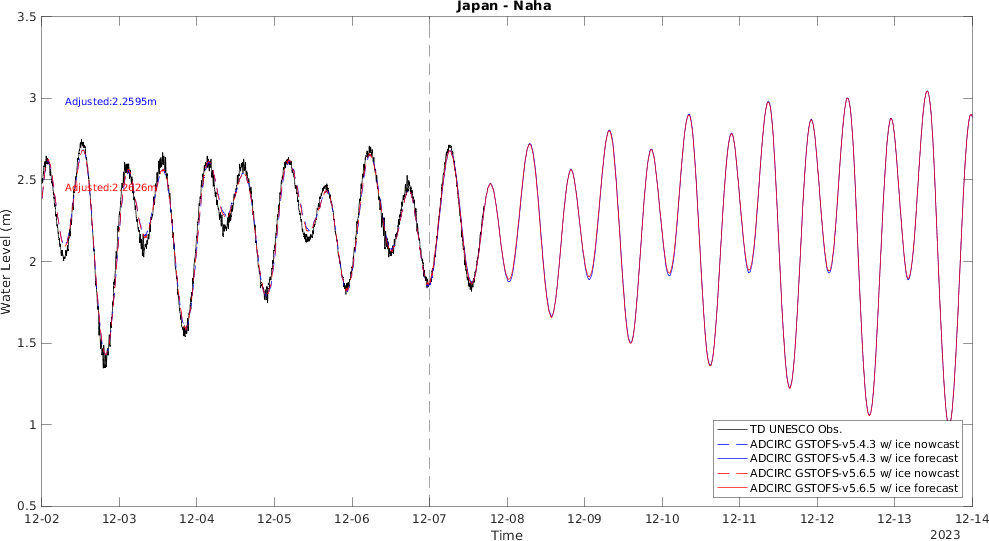 Japan - Naha
3.5
3
2.5
2
1.5
1
0.5
Water Level (m)
Adjusted:2.2595m
Adjusted:2.2626m
TD UNESCO Obs.
ADCIRC GSTOFS-v5.4.3 w/ ice nowcast
ADCIRC GSTOFS-v5.4.3 w/ ice forecast
ADCIRC GSTOFS-v5.6.5 w/ ice nowcast
ADCIRC GSTOFS-v5.6.5 w/ ice forecast
12-02 12-03 12-04 12-05 12-06 12-07 12-08 12-09 12-10 12-11 12-12 12-13 12-14
Time
2023